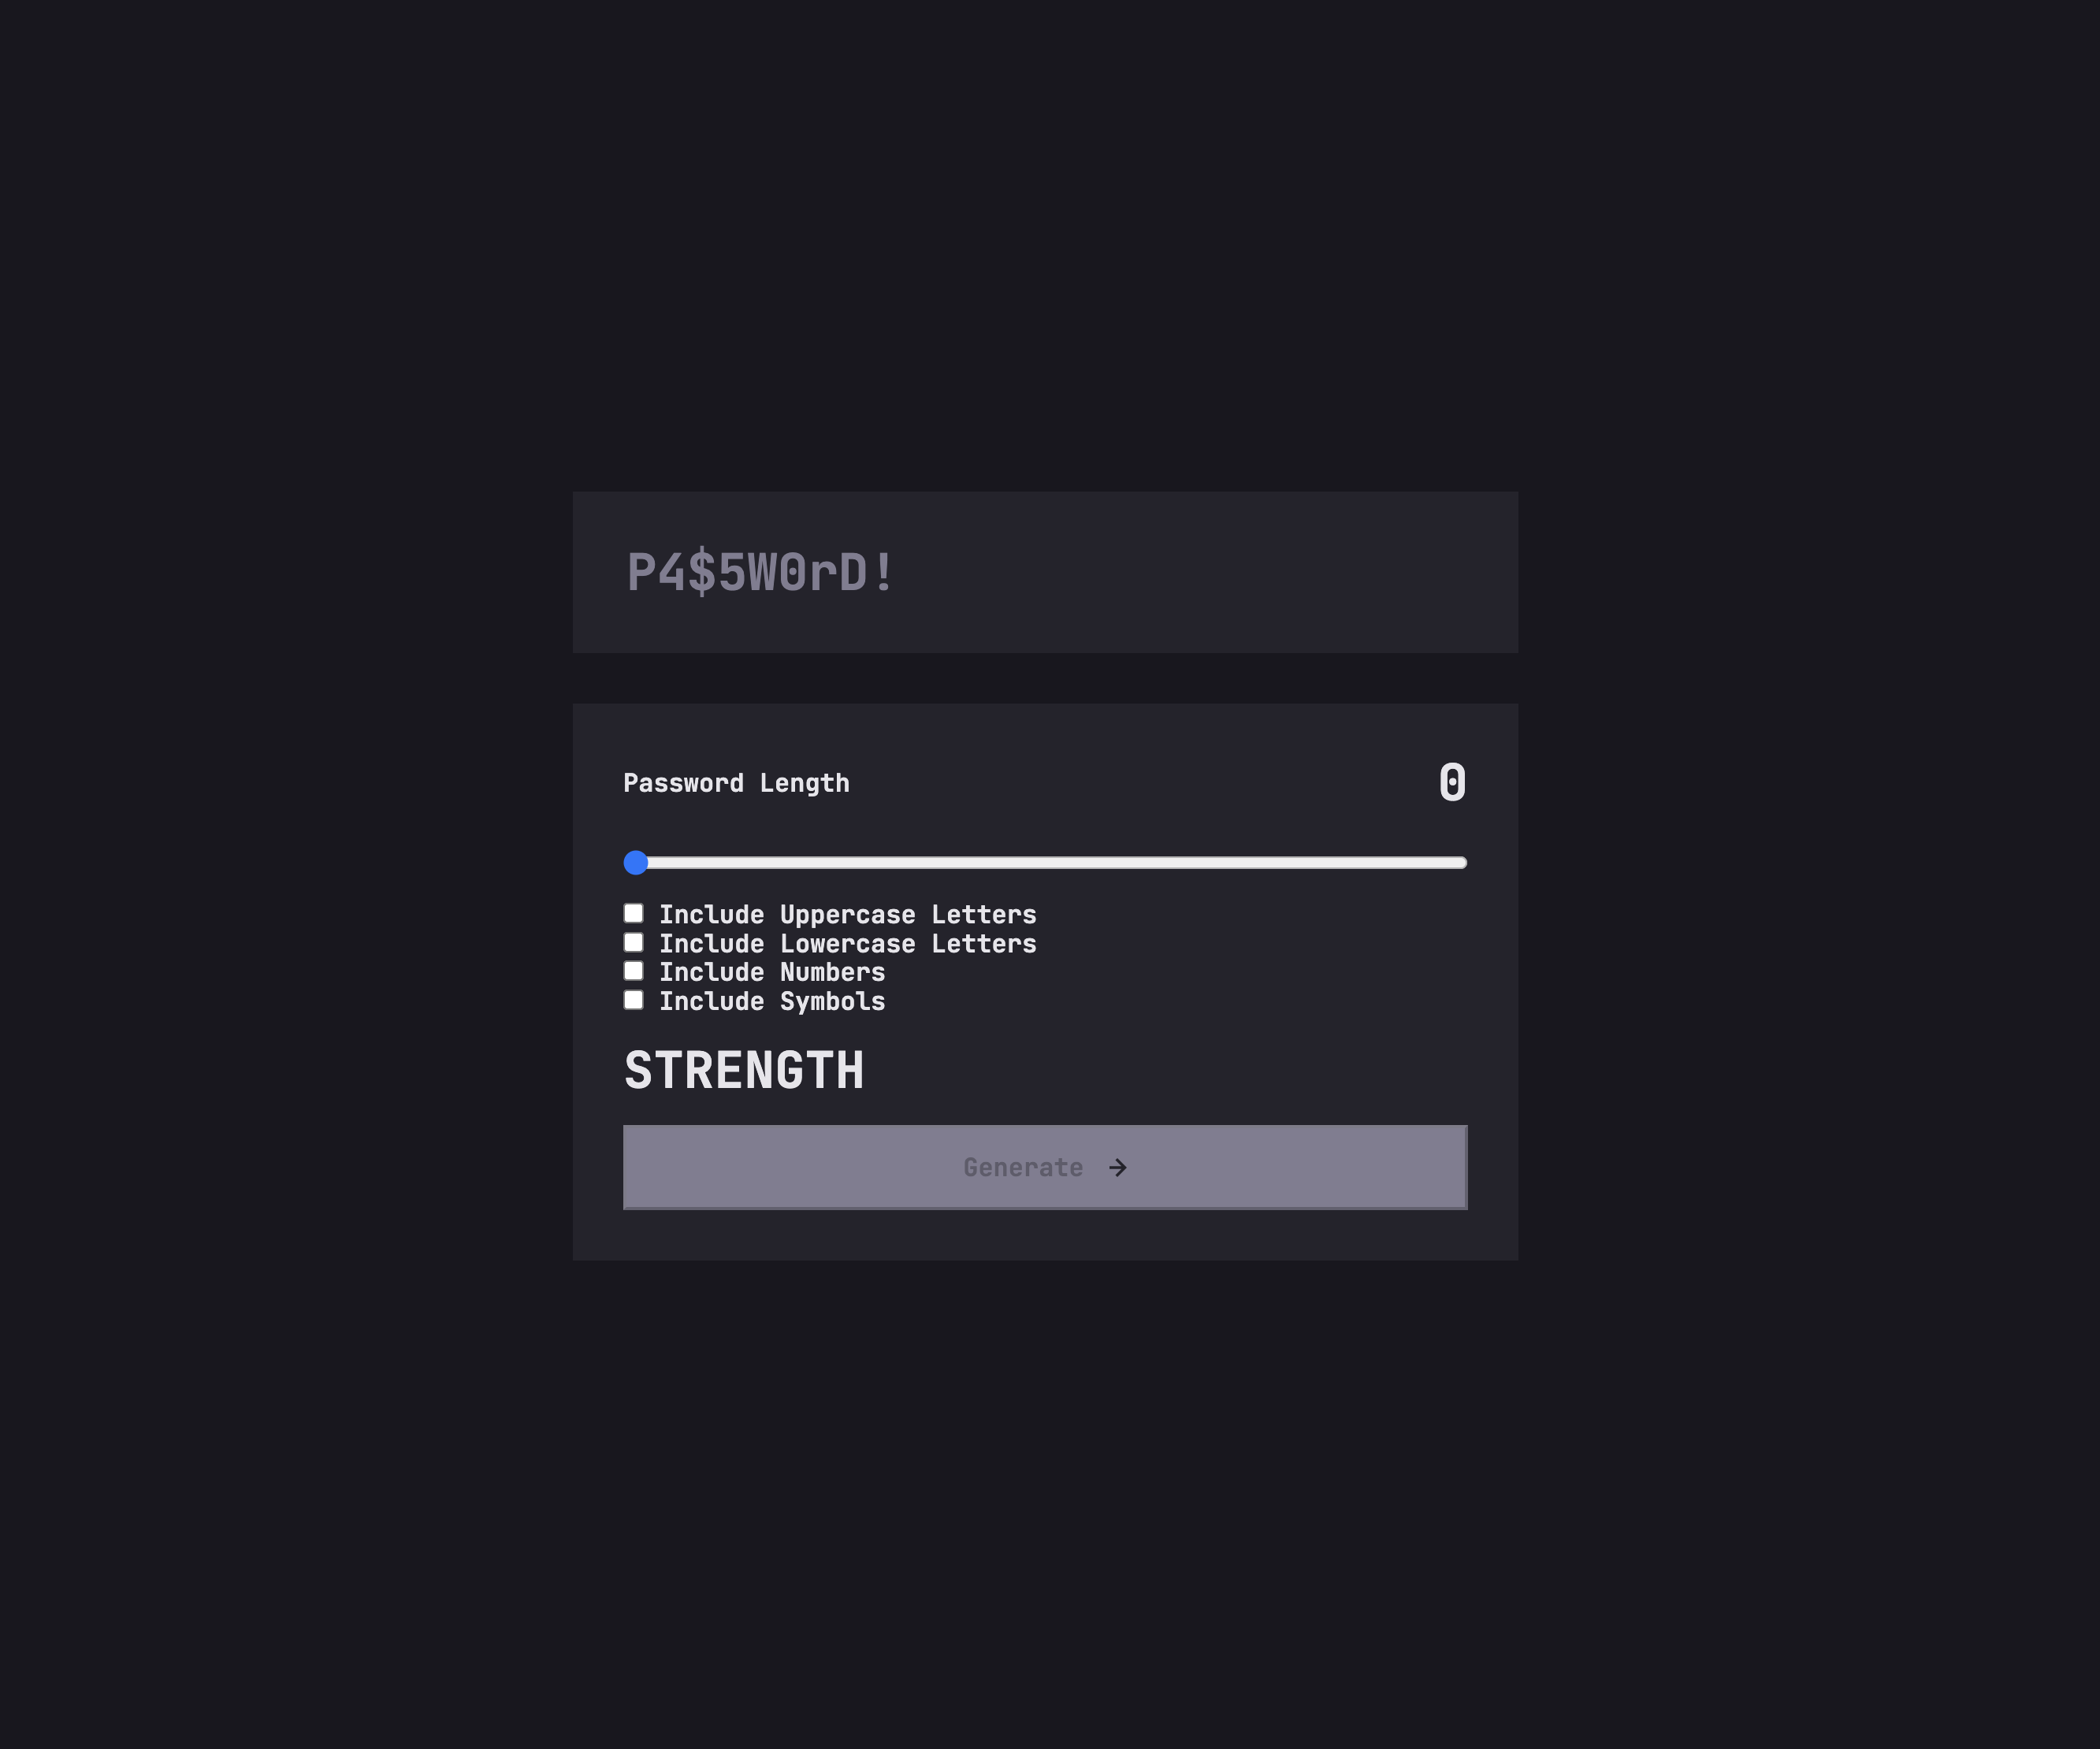 P4$5W0rD!
Password Length 0
Include Uppercase Letters
Include Lowercase Letters
Include Numbers
Include Symbols
STRENGTH
Generate →